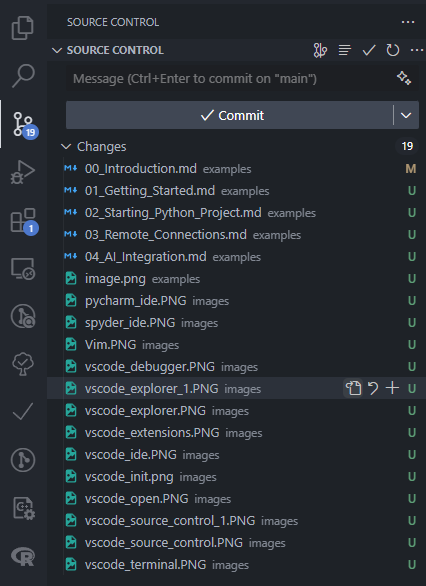 SOURCE CONTROL
SOURCE CONTROL
Message (Ctrl+Enter to commit on "main")
Commit
Changes 19
00_Introduction.md examples M
19
01_Getting_Started.md examples U
02_Starting_Python_Project.md examples U
03_Remote_Connections.md examples U
1
04_AI_Integration.md examples U
image.png examples U
pycharm_ide.PNG images U
spyder_ide.PNG images U
Vim.PNG images U
vscode_debugger.PNG images U
vscode_explorer_1.PNG images U
vscode_explorer.PNG images U
vscode_extensions.PNG images U
vscode_ide.PNG images U
vscode_init.png images U
vscode_open.PNG images U
vscode_source_control_1.PNG images U
vscode_source_control.PNG images U
vscode_terminal.PNG images U
R